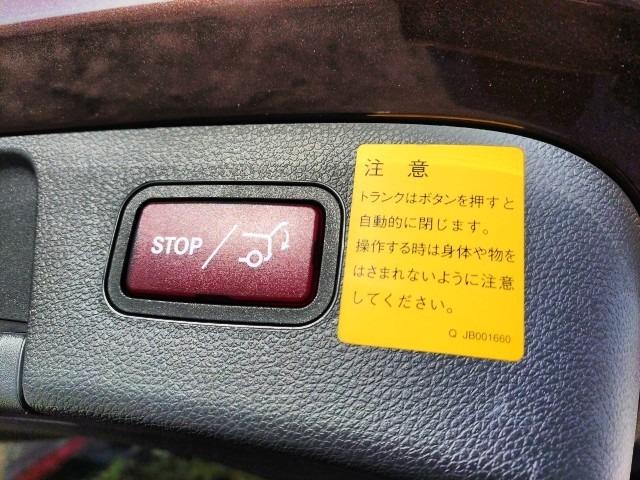 STOP /
注 意
トランクはボタンを押すと
自動的に閉じます。
操作する時は身体や物を
はさまれないように注意
してください。
Q JB001660